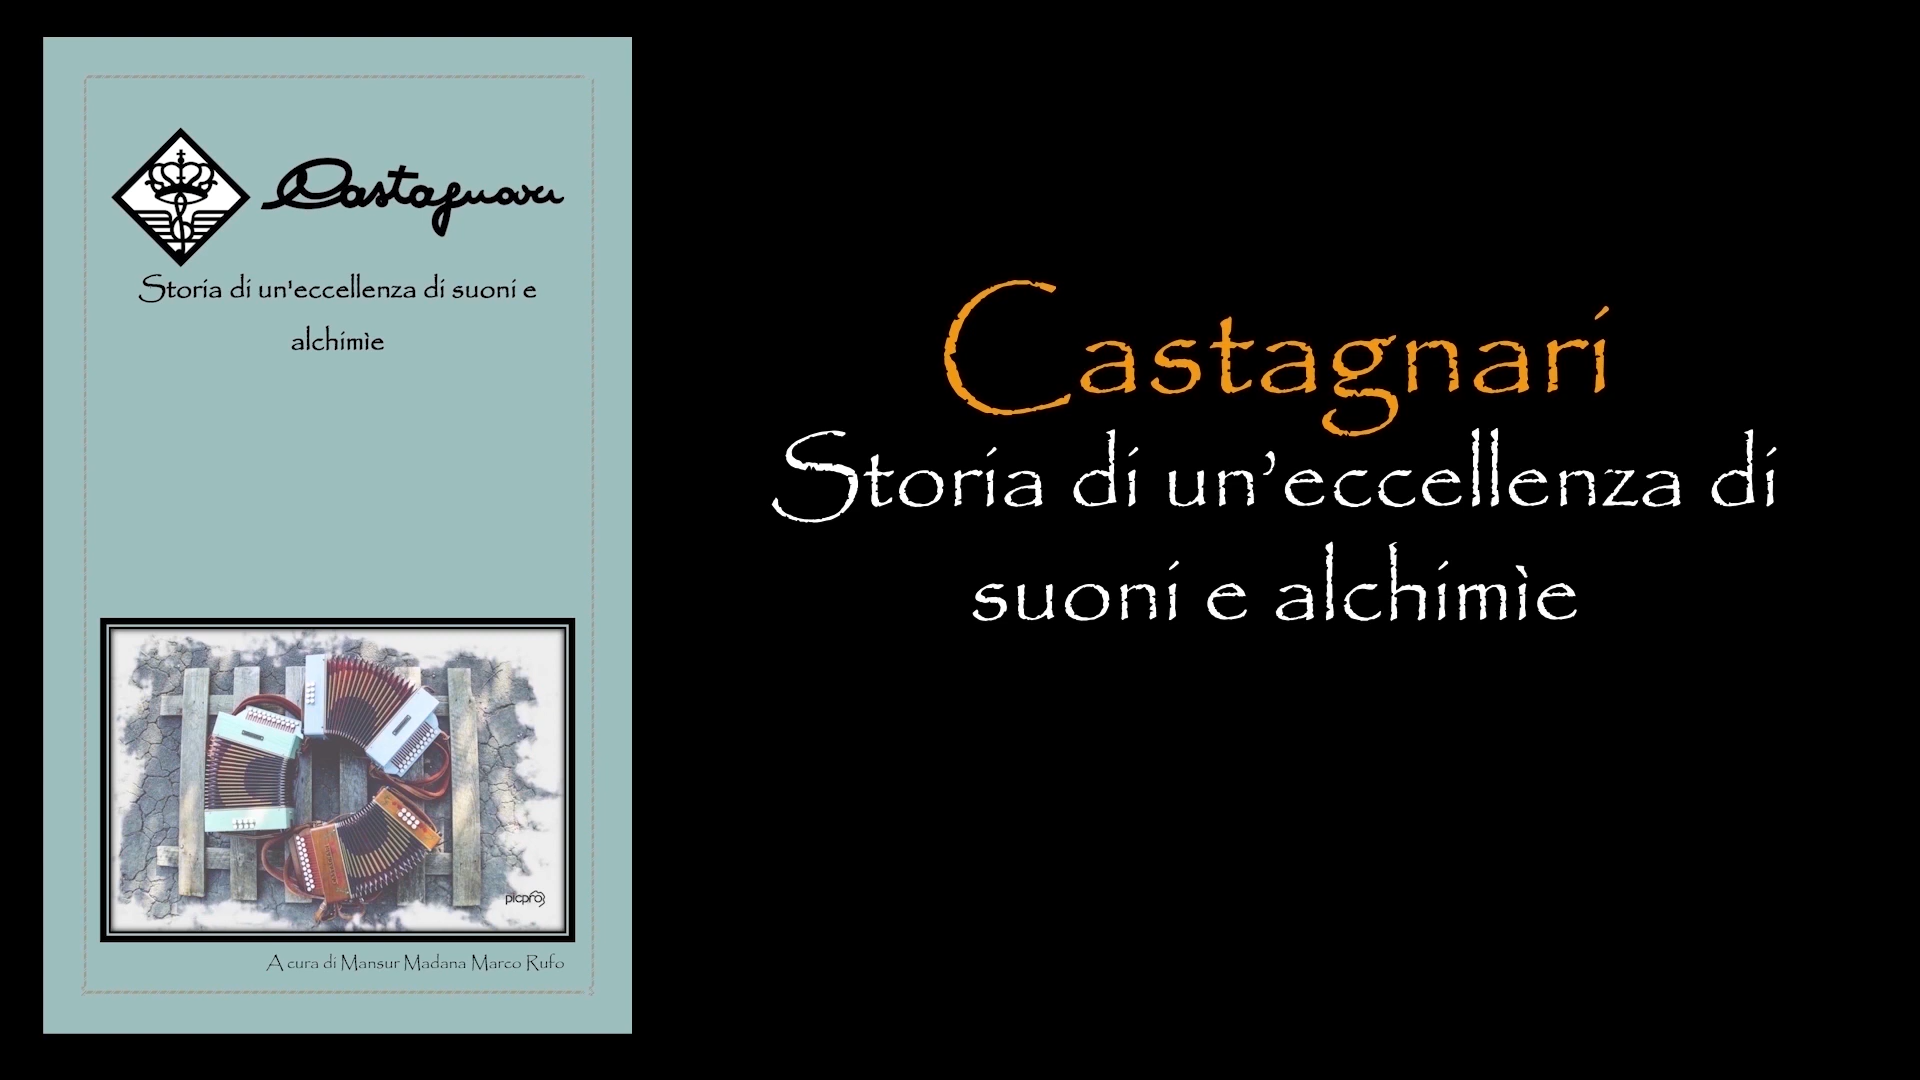 Castagnari
Storia di un'eccellenza di suoni e
alchimìe
picpro
A cura di Mansur Madana Marco Rufo
Castagnari
Storia di un’eccellenza di
suoni e alchimìe